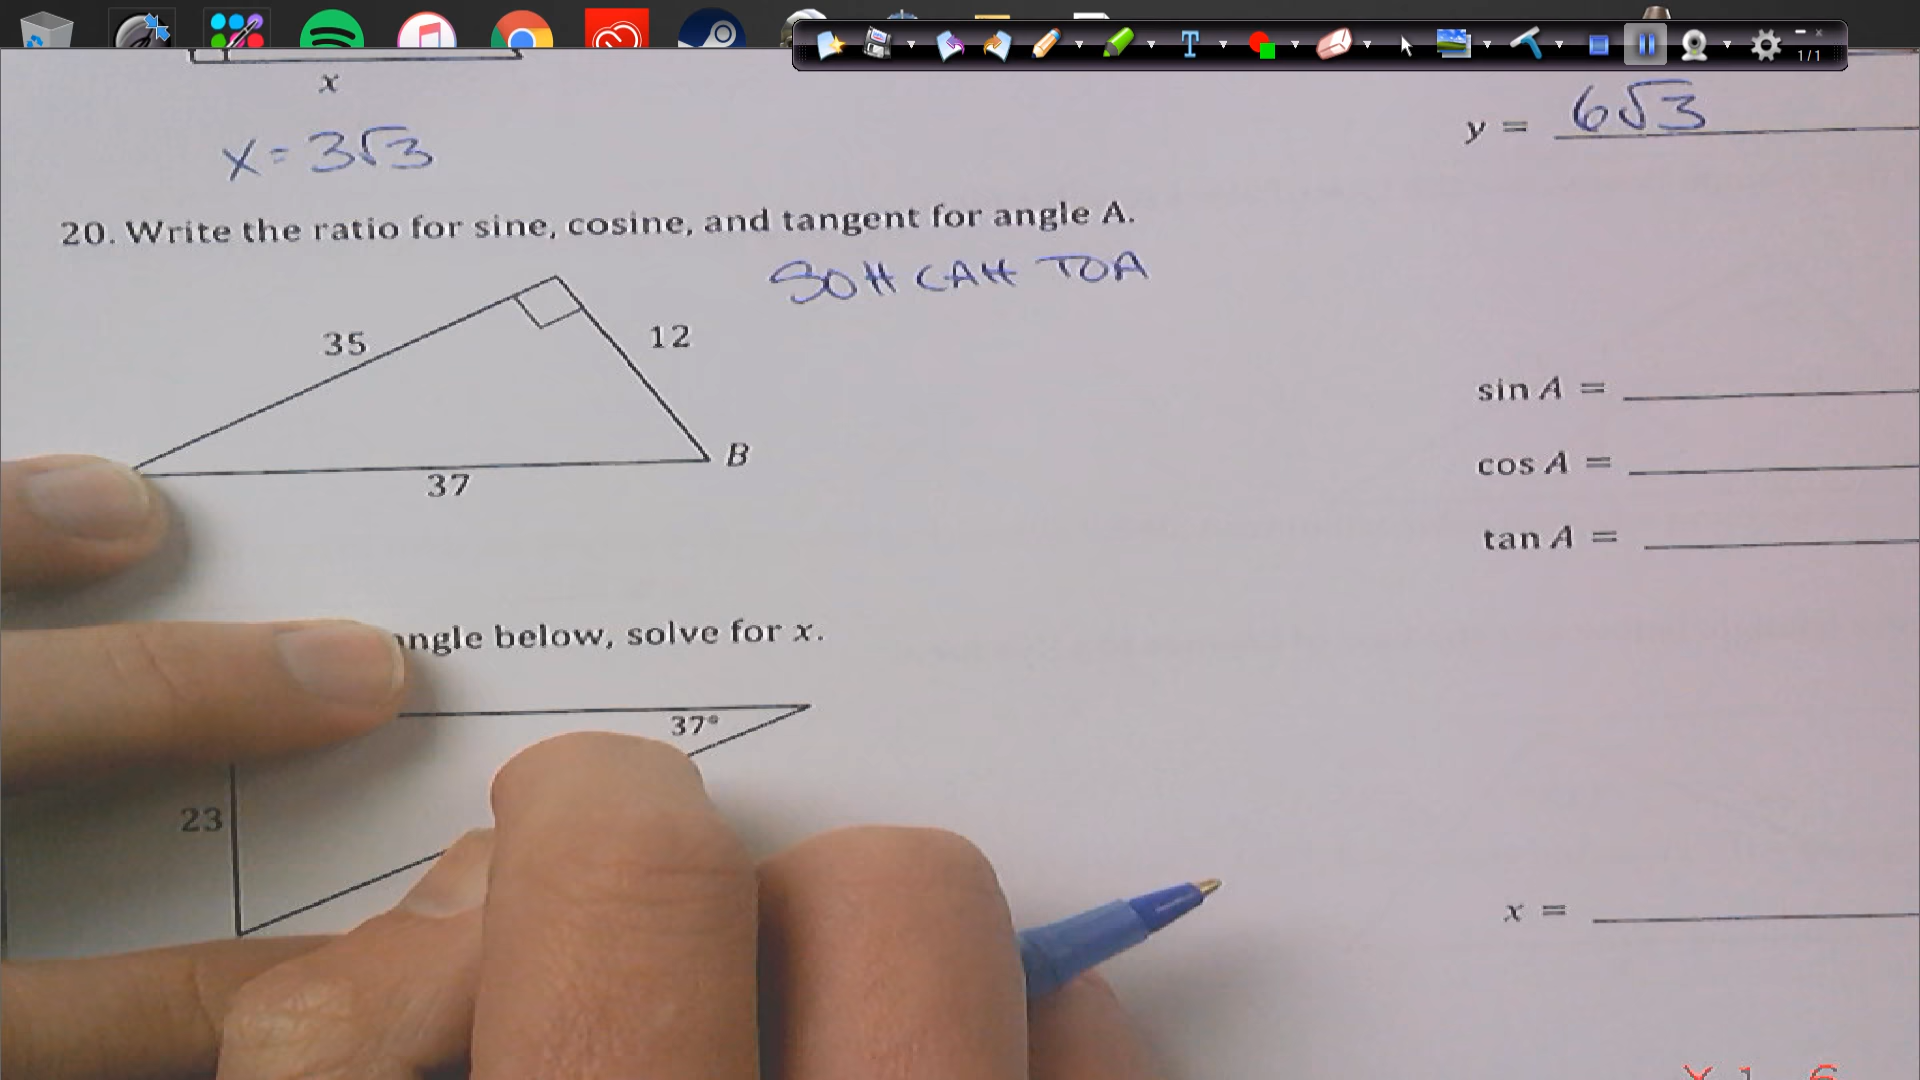 1/1
x
x = 3√3
y = 6√3
20. Write the ratio for sine, cosine, and tangent for angle A.
SOH CAH TOA
35
12
B
37
sin A =
cos A =
tan A =
angle below, solve for x.
37°
23
x =